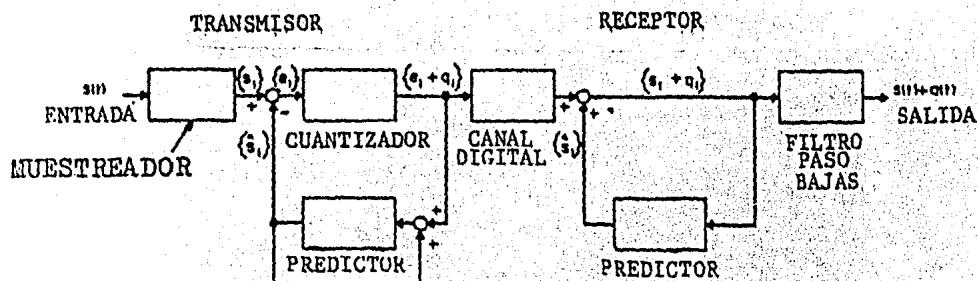 TRANSMISOR
RECEPTOR
s(t)
ENTRADA
MUESTREADOR
{s_i}
{e_i}
+
-
{ŝ_i}
CUANTIZADOR
{e_i + q_i}
+
+
PREDICTOR
CANAL
DIGITAL
+
{ŝ_i}
{s_i + q_i}
PREDICTOR
FILTRO
PASO
BAJAS
s(t)+q(t)
SALIDA